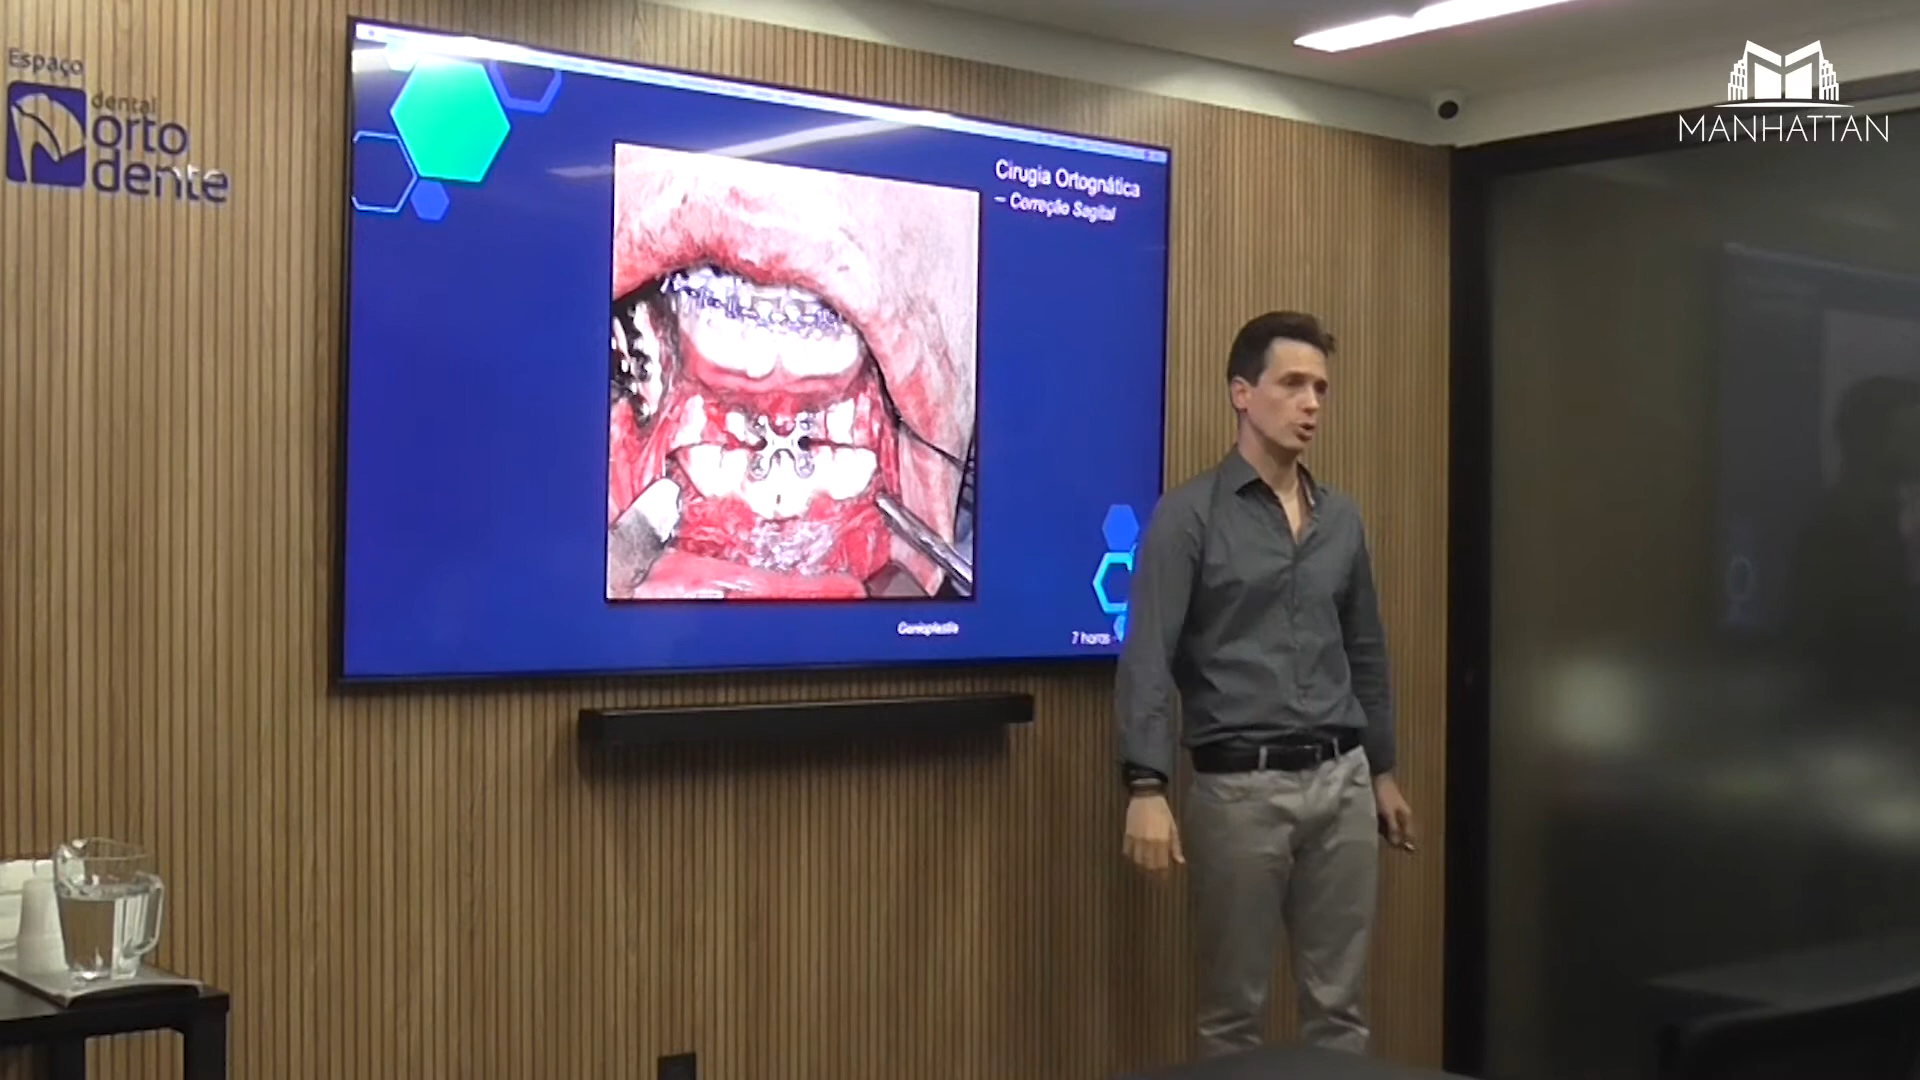 Espaço
dental
orto
dente
Cirugia Ortognática
– Correção Sagital
Genioplastia
7 horas
MANHATTAN